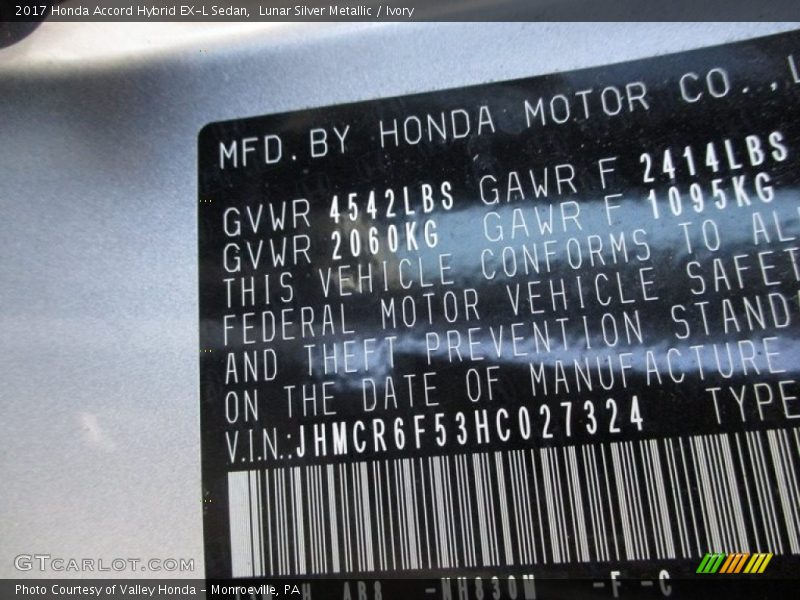 2017 Honda Accord Hybrid EX-L Sedan,  Lunar Silver Metallic / Ivory
MFD. BY HONDA MOTOR CO.,L
GVWR 4542LBS GAWR F 2414LBS
GVWR 2060KG GAWR F 1095KG
THIS VEHICLE CONFORMS TO AL
FEDERAL MOTOR VEHICLE SAFET
AND THEFT PREVENTION STAND
ON THE DATE OF MANUFACTURE
V.I.N.:JHMCR6F53HC027324 TYPE
GTcarlot.com
Photo Courtesy of Valley Honda - Monroeville, PA
-NH830M -F -C